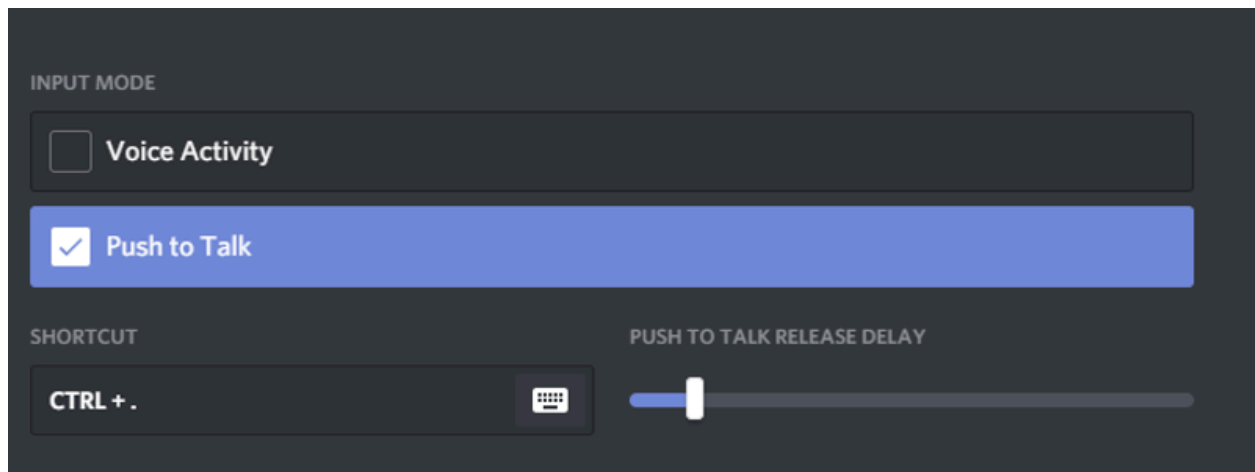 INPUT MODE
Voice Activity
Push to Talk
SHORTCUT
PUSH TO TALK RELEASE DELAY
CTRL + .